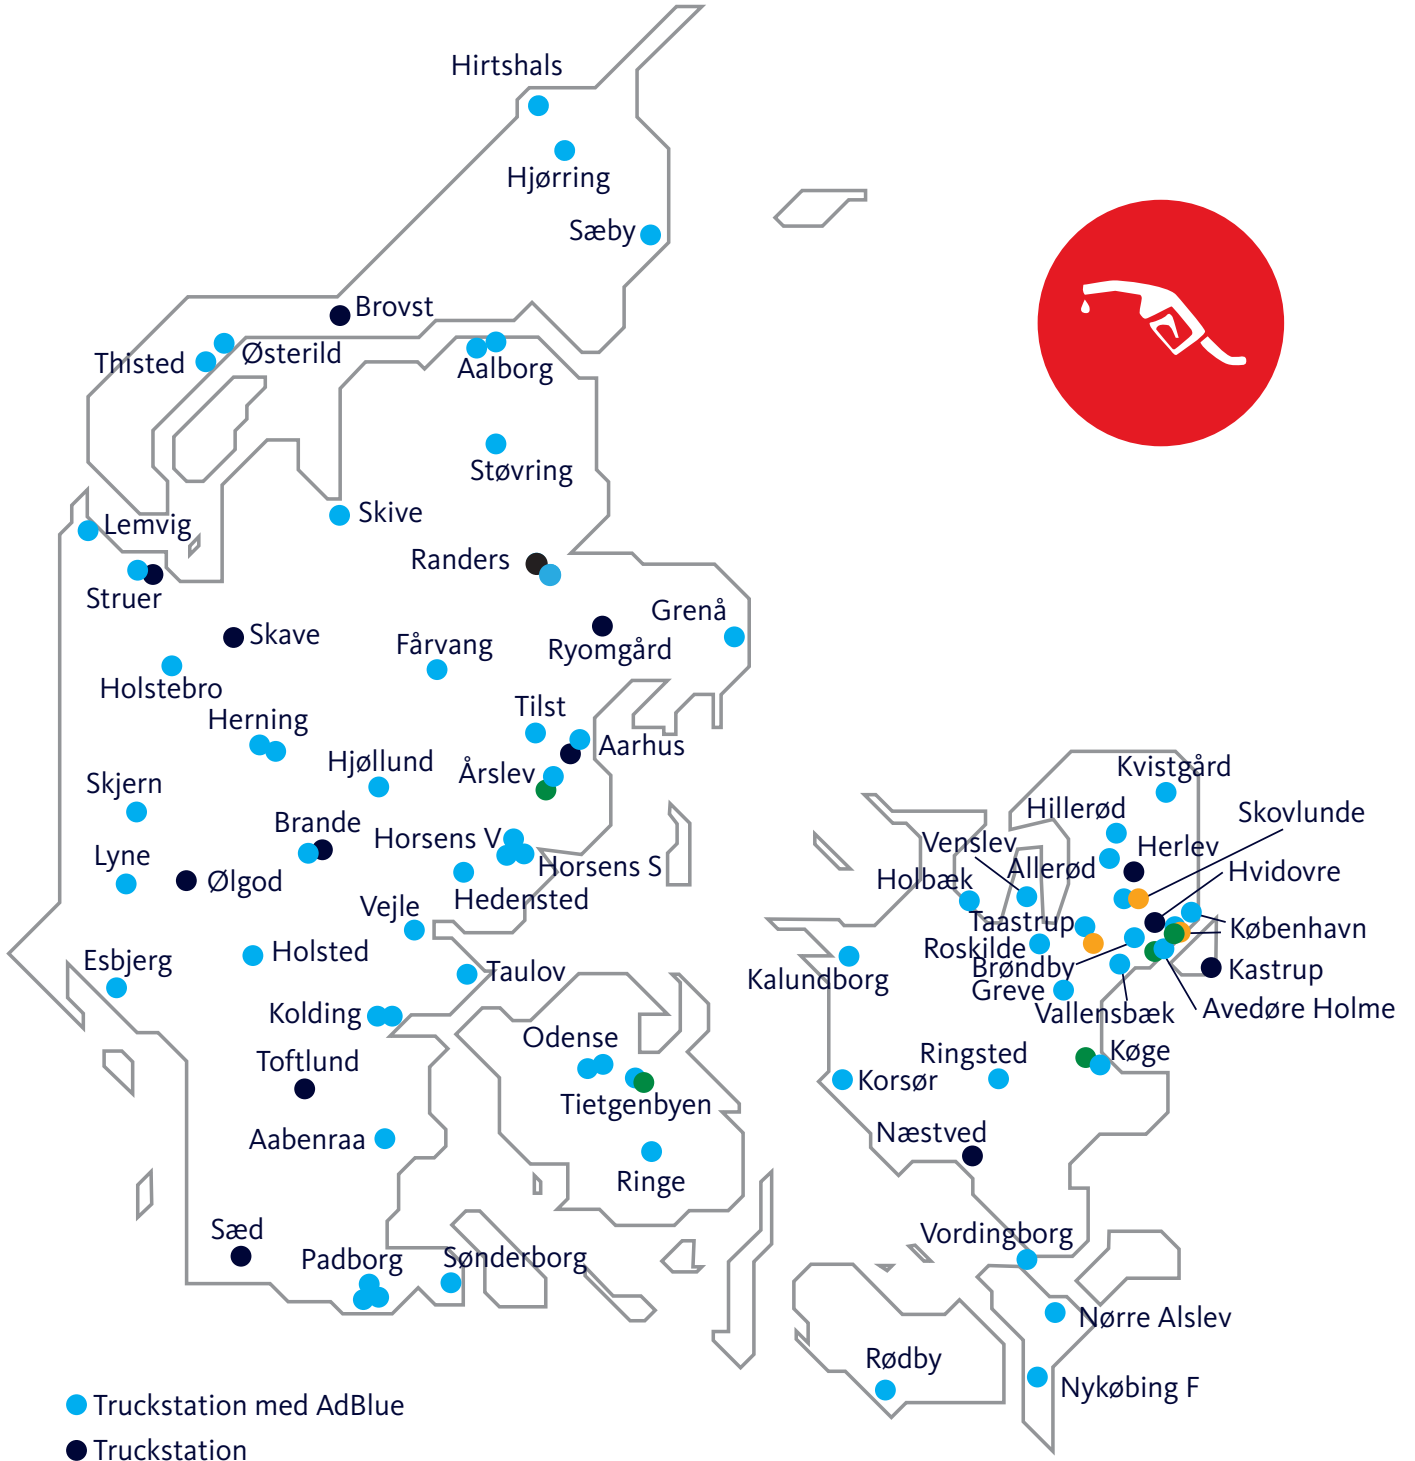 Hirtshals
Hjørring
Sæby
Brovst
Østerild
Thisted
Aalborg
Støvring
Skive
Lemvig
Randers
Struer
Grenå
Skave
Fårvang
Ryomgård
Holstebro
Tilst
Herning
Aarhus
Hjøllund
Årslev
Kvistgård
Skjern
Hillerød
Skovlunde
Brande
Horsens V
Venslev
Herlev
Lyne
Horsens S
Allerød
Hvidovre
Ølgod
Holbæk
Hedensted
Vejle
Taastrup
København
Roskilde
Holsted
Esbjerg
Taulov
Brøndby
Kastrup
Kalundborg
Greve
Kolding
Vallensbæk
Avedøre Holme
Odense
Ringsted
Køge
Toftlund
Korsør
Tietgenbyen
Næstved
Aabenraa
Ringe
Sæd
Vordingborg
Padborg
Sønderborg
Nørre Alslev
Rødby
Nykøbing F
Truckstation med AdBlue
Truckstation